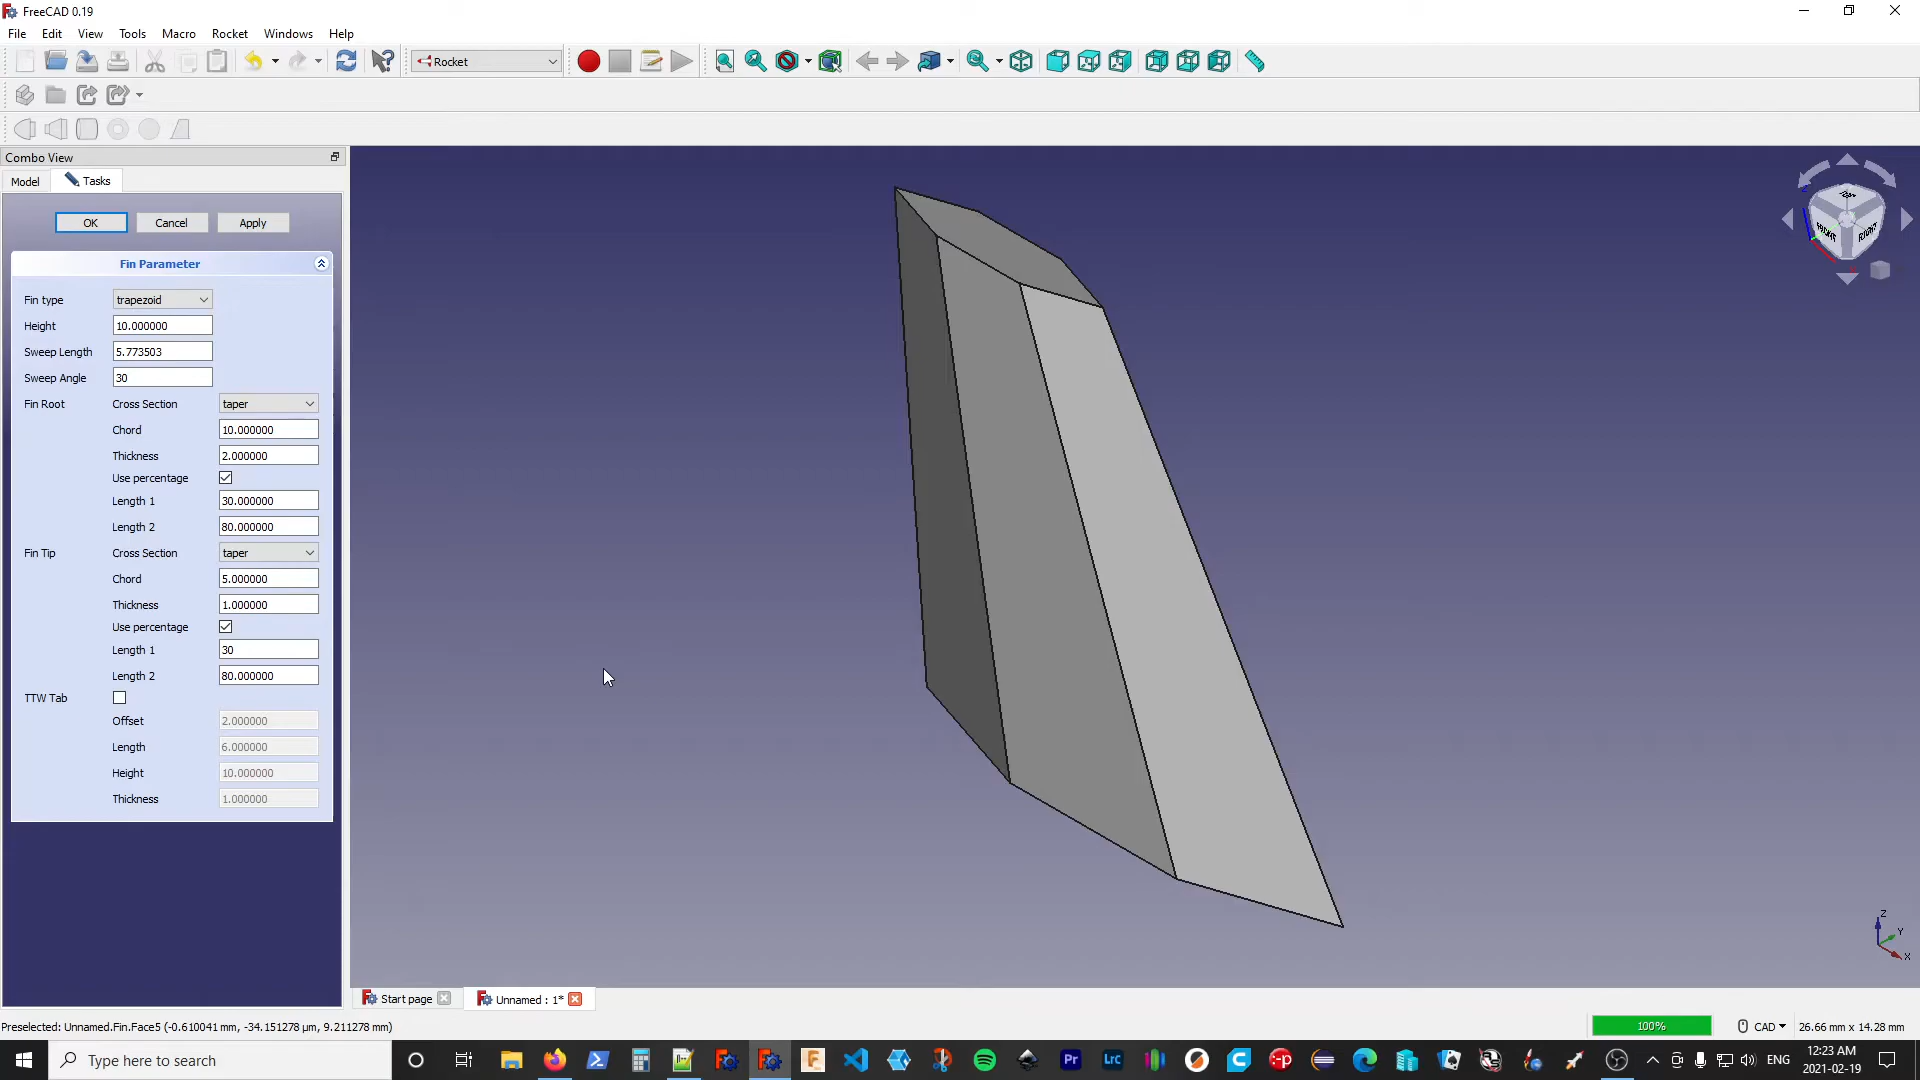 FreeCAD 0.19
File Edit View Tools Macro Rocket Windows Help
Rocket
Combo View
Model Tasks
OK Cancel Apply
Fin Parameter
Fin type trapezoid
Height 10.000000
Sweep Length 5.773503
Sweep Angle 30
Fin Root Cross Section taper
Chord 10.000000
Thickness 2.000000
Use percentage
Length 1 30.000000
Length 2 80.000000
Fin Tip Cross Section taper
Chord 5.000000
Thickness 1.000000
Use percentage
Length 1 30
Length 2 80.000000
TTW Tab
Offset 2.000000
Length 6.000000
Height 10.000000
Thickness 1.000000
RIGHT
Z
Y
X
Start page Unnamed : 1*
Preselected: Unnamed.Fin.Face5 (-0.610041 mm, -34.151278 µm, 9.211278 mm) 100% CAD 26.66 mm x 14.28 mm
Type here to search Pr Lrc ENG 12:23 AM
2021-02-19